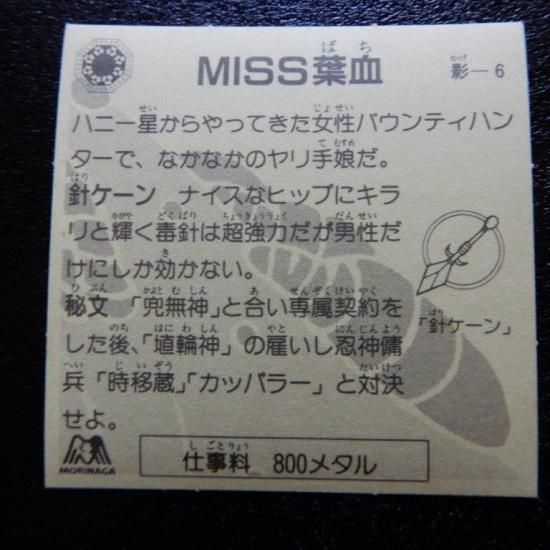 MISS葉血 影－6
ハニー星からやってきた女性バウンティハン
ターで、なかなかのヤリ手娘だ。
針ケーン ナイスなヒップにキラ
リと輝く毒針は超強力だが男性だ
けにしか効かない。
秘文 「兜無神」と合い専属契約を
した後、「埴輪神」の雇いし忍神傭
兵「時移蔵」「カッパラー」と対決
せよ。
「針ケーン」
MORINAGA
仕事料 800メタル